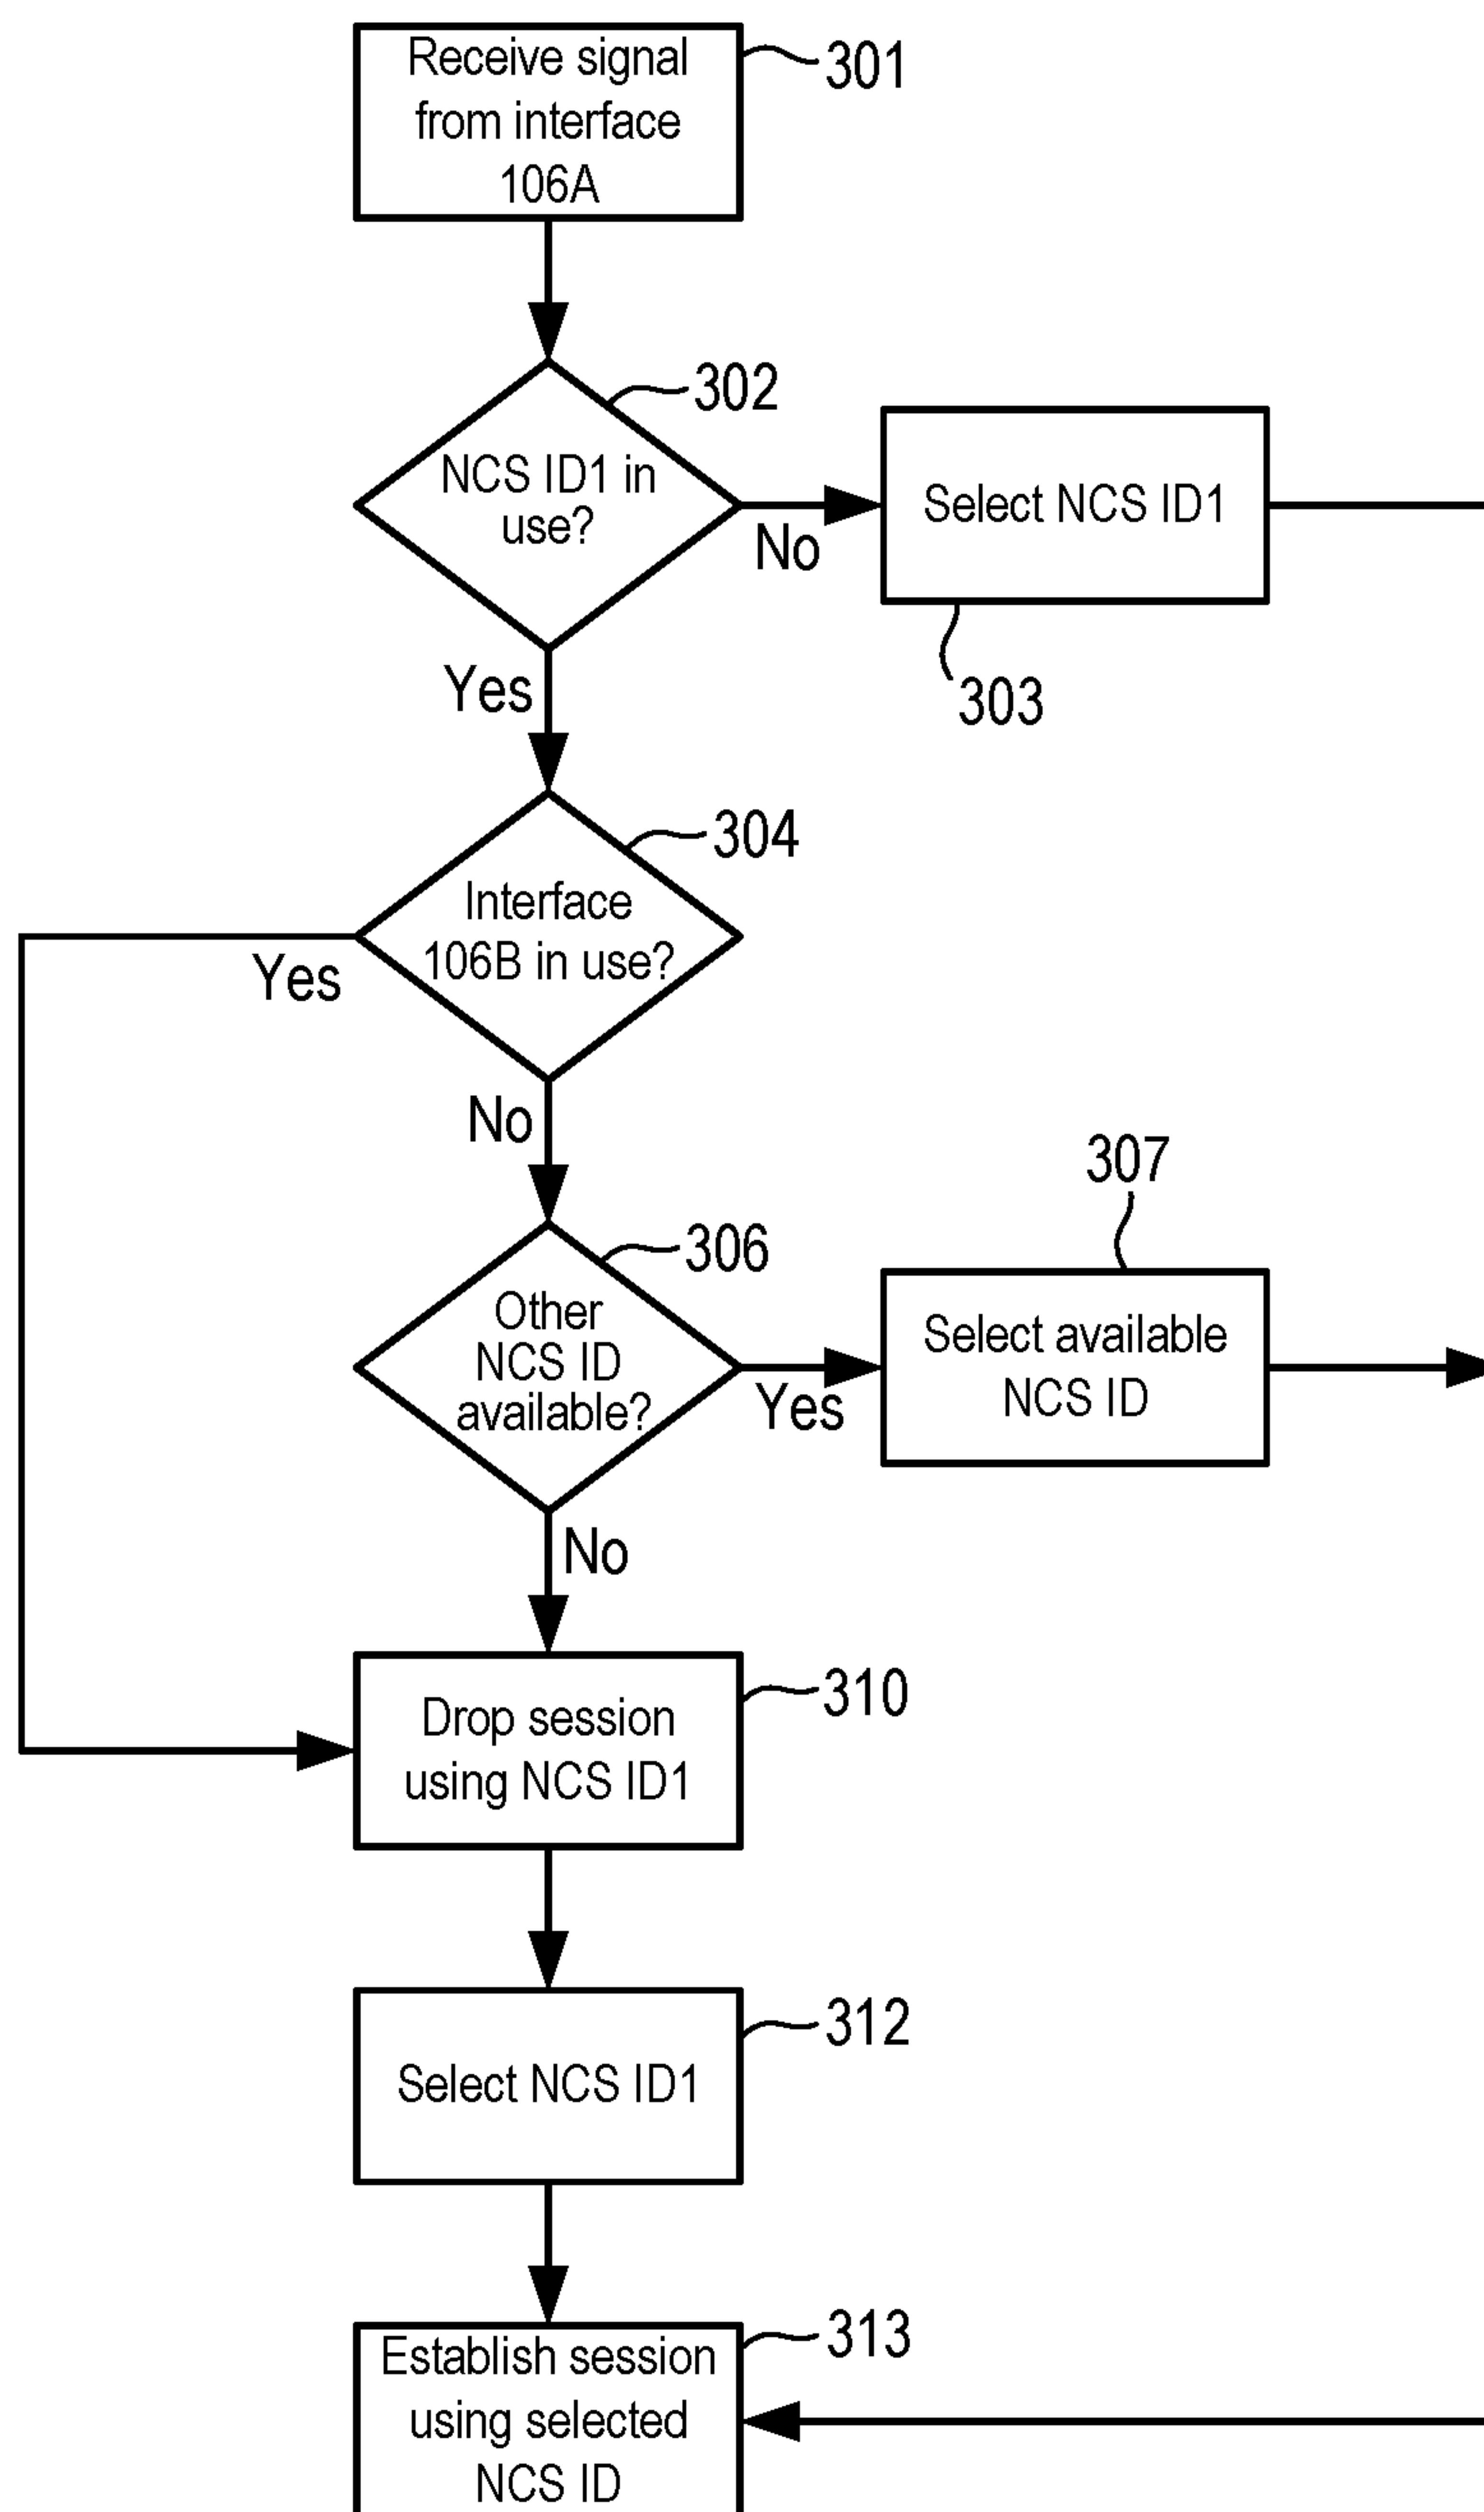 Receive signal
from interface
106A
301
302
NCS ID1 in
use?
No
Select NCS ID1
303
Yes
304
Interface
106B in use?
Yes
No
307
306
Other
NCS ID
available?
Yes
Select available
NCS ID
No
310
Drop session
using NCS ID1
312
Select NCS ID1
313
Establish session
using selected
NCS ID